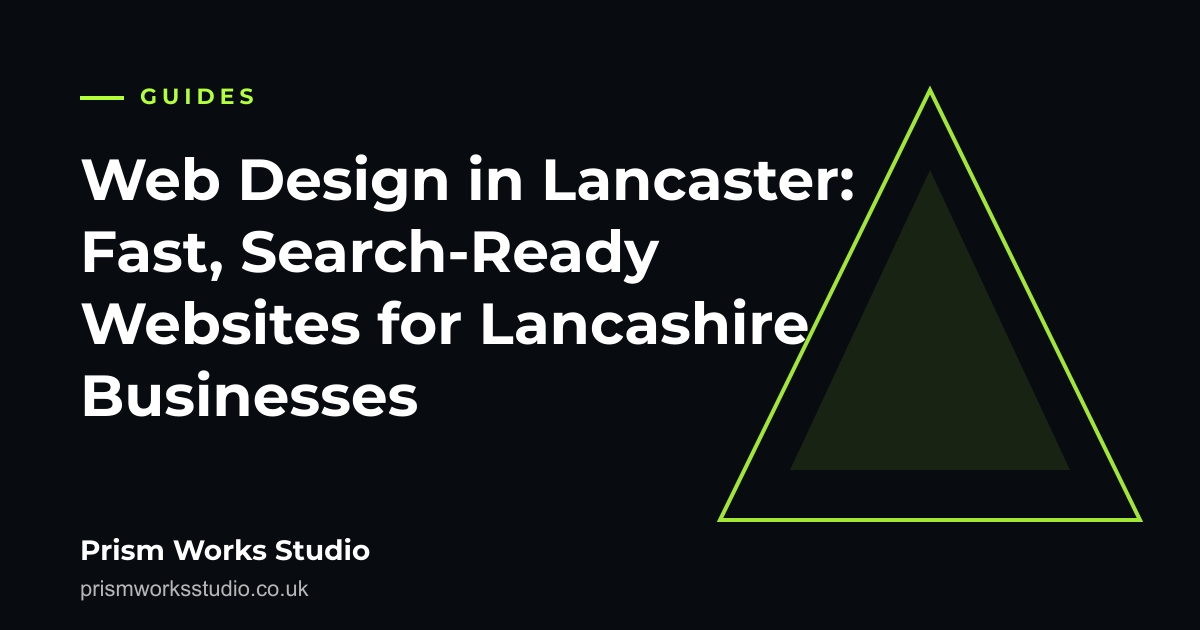 GUIDES
Web Design in Lancaster:
Fast, Search-Ready
Websites for Lancashire
Businesses
Prism Works Studio
prismworksstudio.co.uk